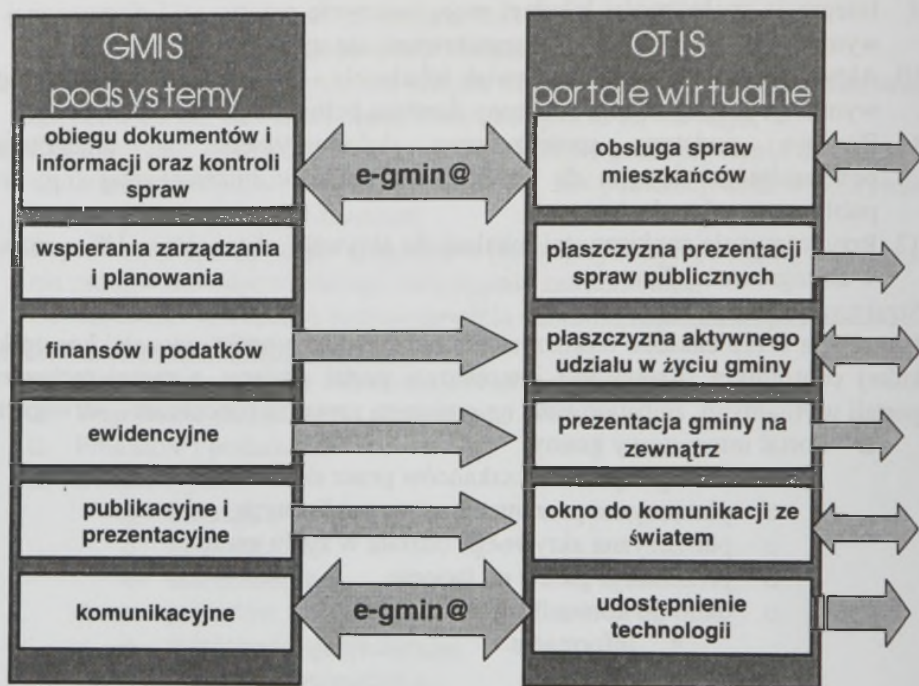 GMIS
podsystemy
obiegu dokumentów i
informacji oraz kontroli
spraw
wspierania zarządzania
i planowania
finansów i podatków
ewidencyjne
publikacyjne i
prezentacyjne
komunikacyjne
e-gmin@
e-gmin@
OTIS
portale wirtualne
obsługa spraw
mieszkańców
płaszczyzna prezentacji
spraw publicznych
płaszczyzna aktywnego
udziału w życiu gminy
prezentacja gminy na
zewnątrz
okno do komunikacji ze
światem
udostępnienie
technologii